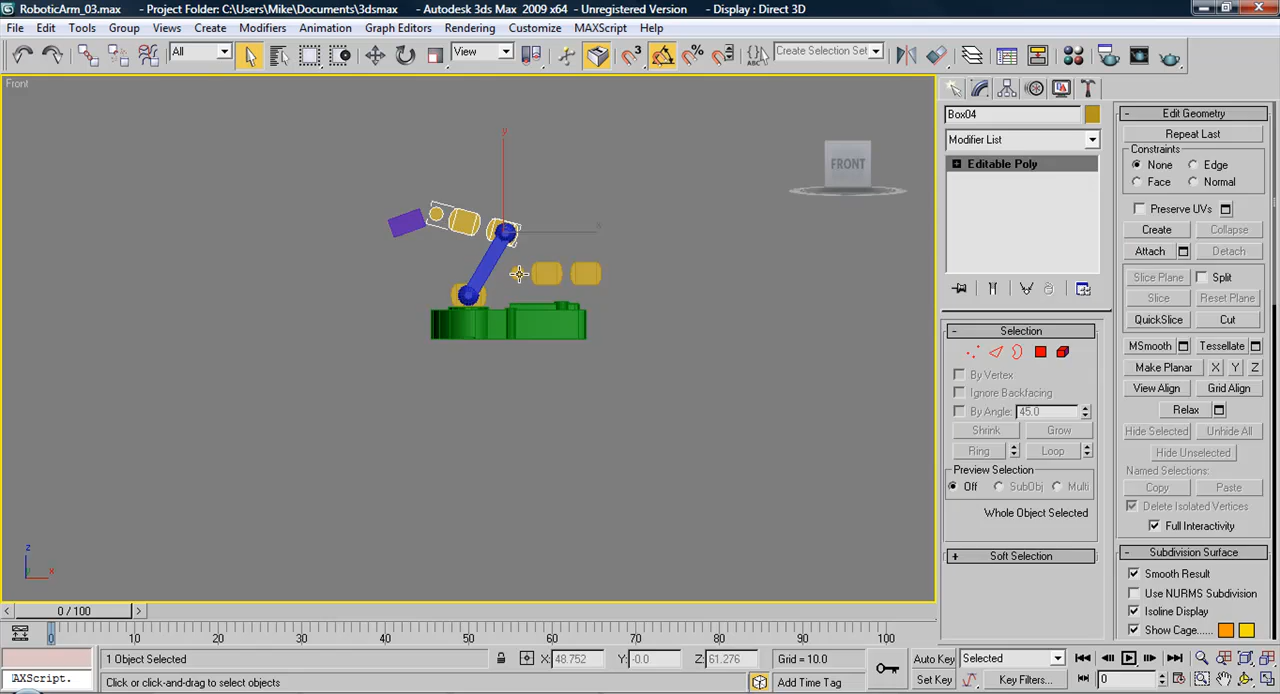 RoboticArm_03.max - Project Folder: C:\Users\Mike\Documents\3dsmax - Autodesk 3ds Max 2009 x64 - Unregistered Version - Display : Direct 3D
File Edit Tools Group Views Create Modifiers Animation Graph Editors Rendering Customize MAXScript Help
All View 3 Create Selection Set
Front
y
x
FRONT
z
x
Box04
Modifier List
Editable Poly
Selection
By Vertex
Ignore Backfacing
By Angle: 45.0
Shrink Grow
Ring Loop
Preview Selection
Off SubObj Multi
Whole Object Selected
Soft Selection
Edit Geometry
Repeat Last
Constraints
None Edge
Face Normal
Preserve UVs
Create Collapse
Attach Detach
Slice Plane Split
Slice Reset Plane
QuickSlice Cut
MSmooth Tessellate
Make Planar X Y Z
View Align Grid Align
Relax
Hide Selected Unhide All
Hide Unselected
Named Selections:
Copy Paste
Delete Isolated Vertices
Full Interactivity
Subdivision Surface
Smooth Result
Use NURMS Subdivision
Isoline Display
Show Cage......
0 / 100
0 10 20 30 40 50 60 70 80 90 100
1 Object Selected X: 48.752 Y: -0.0 Z: 61.276 Grid = 10.0 Auto Key Selected
AXScript. Click or click-and-drag to select objects Add Time Tag Set Key Key Filters... 0